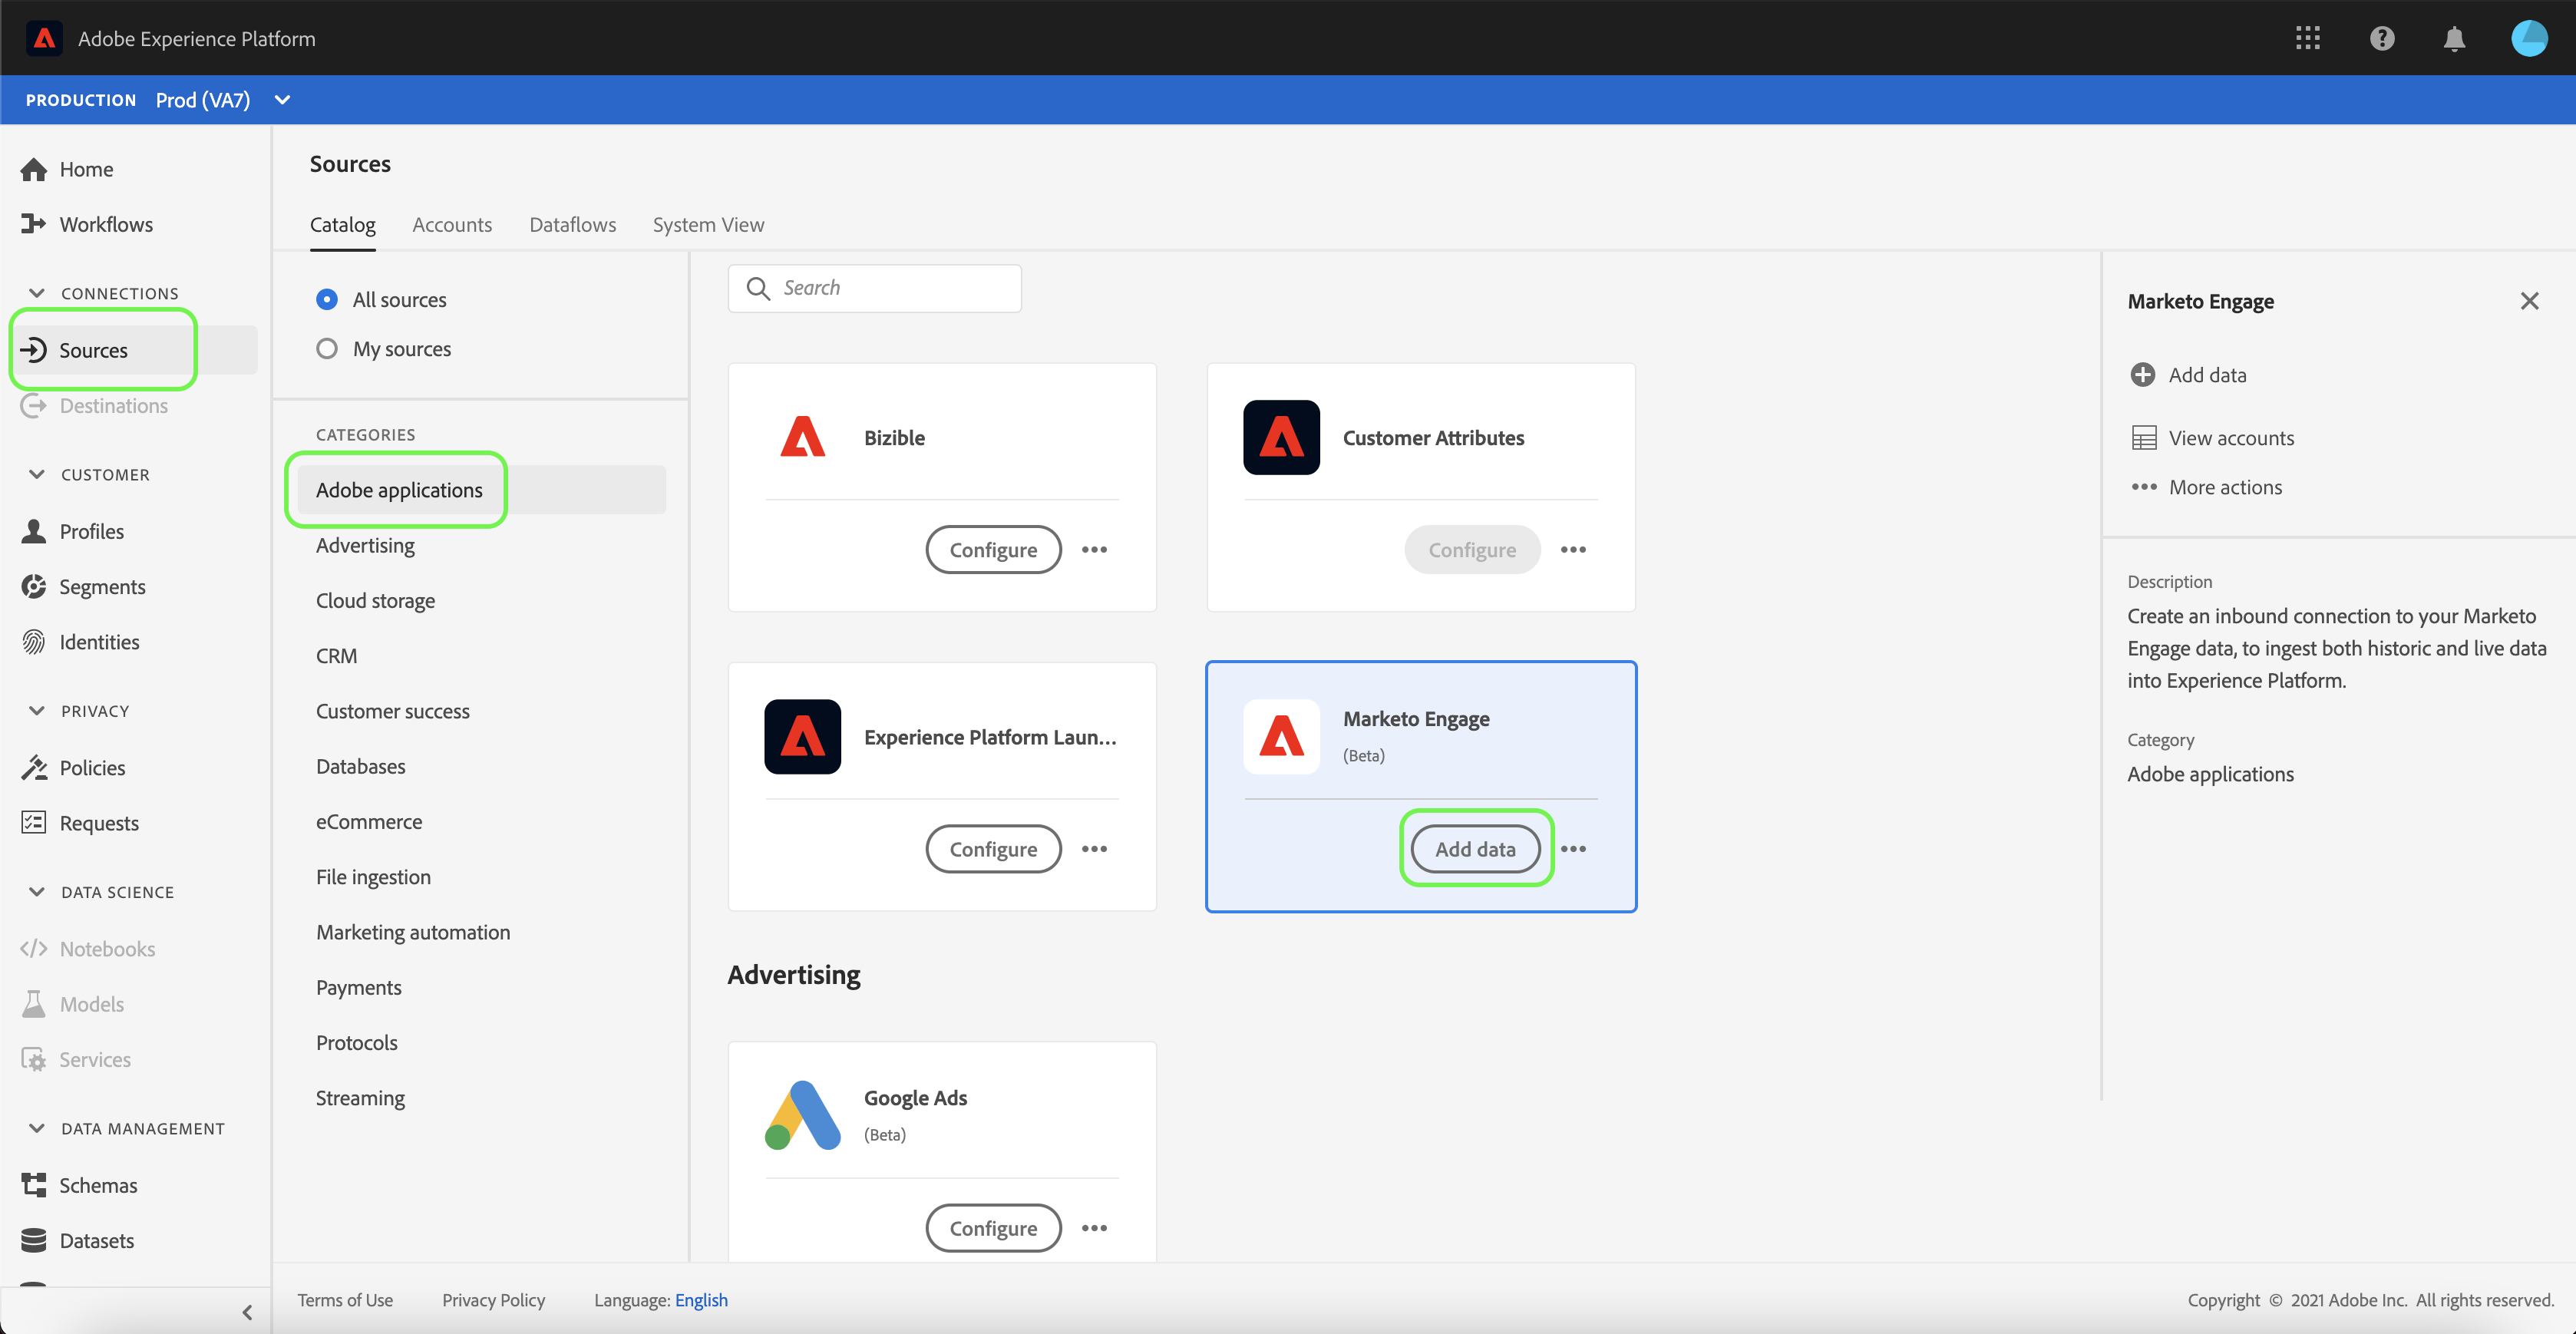 Adobe Experience Platform
PRODUCTION Prod (VA7)
Home
Workflows
CONNECTIONS
Sources
Destinations
CUSTOMER
Profiles
Segments
Identities
PRIVACY
Policies
Requests
DATA SCIENCE
Notebooks
Models
Services
DATA MANAGEMENT
Schemas
Datasets
Sources
Catalog Accounts Dataflows System View
All sources
My sources
CATEGORIES
Adobe applications
Advertising
Cloud storage
CRM
Customer success
Databases
eCommerce
File ingestion
Marketing automation
Payments
Protocols
Streaming
Search
Bizible
Configure
Customer Attributes
Configure
Experience Platform Laun...
Configure
Marketo Engage
(Beta)
Add data
Advertising
Google Ads
(Beta)
Configure
Marketo Engage
Add data
View accounts
More actions
Description
Create an inbound connection to your Marketo
Engage data, to ingest both historic and live data
into Experience Platform.
Category
Adobe applications
Terms of Use Privacy Policy Language: English
Copyright © 2021 Adobe Inc. All rights reserved.